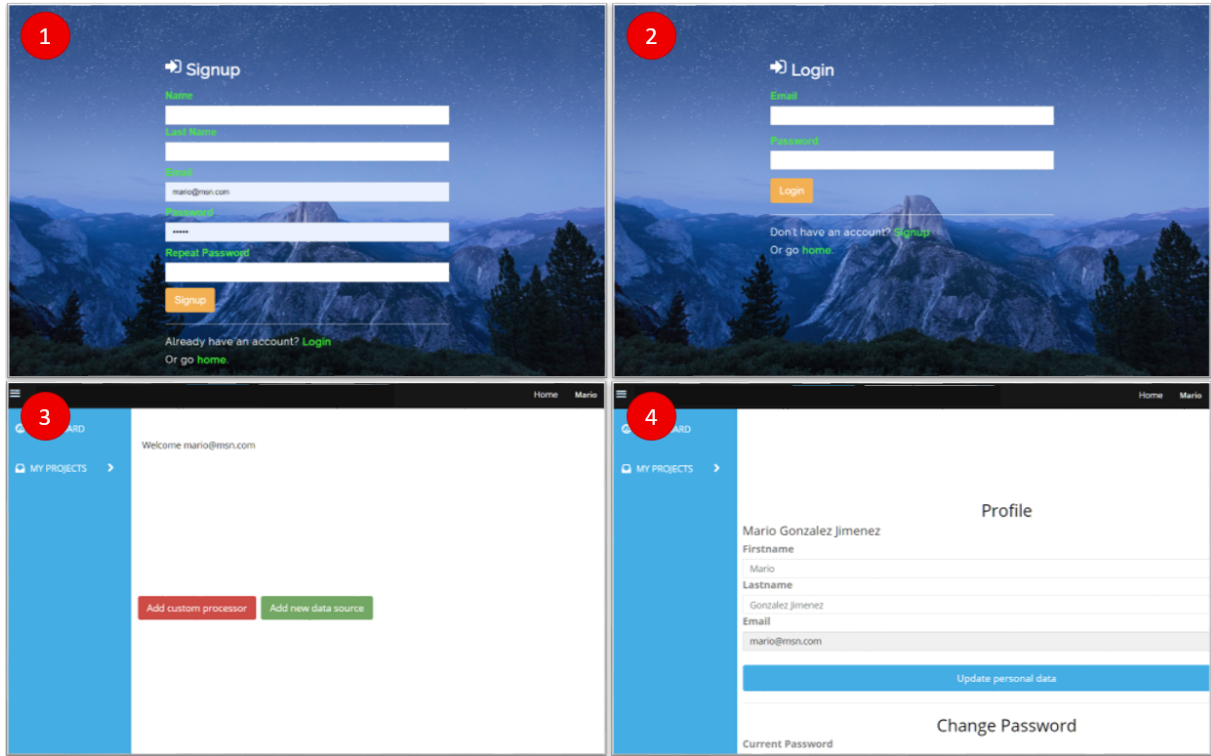 1
Signup
Name
Last Name
Email
mario@msn.com
Password
•••••
Repeat Password
Signup
Already have an account? Login
Or go home.
2
Login
Email
Password
Login
Don't have an account? Signup
Or go home.
3
Home Mario
ARD
MY PROJECTS
Welcome mario@msn.com
Add custom processor Add new data source
4
Home Mario
ARD
MY PROJECTS
Profile
Mario Gonzalez Jimenez
Firstname
Mario
Lastname
Gonzalez Jimenez
Email
mario@msn.com
Update personal data
Change Password
Current Password